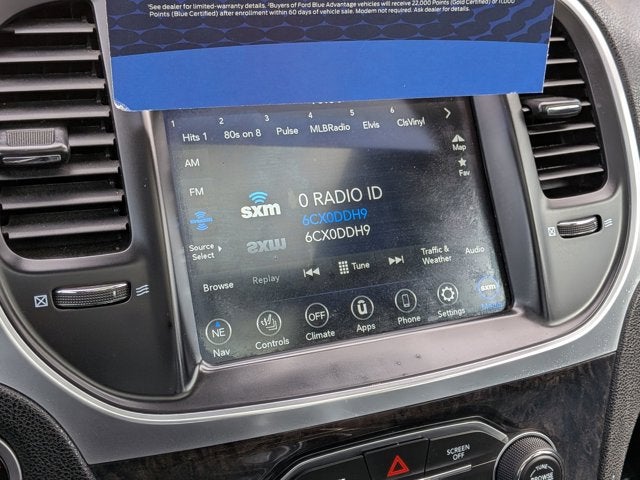 ¹See dealer for limited-warranty details. ²Buyers of Ford Blue Advantage vehicles will receive 22,000 Points (Gold Certified) or 11,000
Points (Blue Certified) after enrollment within 60 days of vehicle sale. Modem not required. Ask dealer for details.
1 2 3 4 5 6
Hits 1 80s on 8 Pulse MLBRadio Elvis ClsVinyl
AM
Map
FM
Fav
sxm
0 RADIO ID
6CX0DDH9
6CX0DDH9
Source
Select
Browse
Replay
Tune
Traffic &
Weather
Audio
NE
OFF
sxm
Nav
Controls
Climate
Apps
Phone
Settings
SCREEN
OFF
TUNE
BROWSE